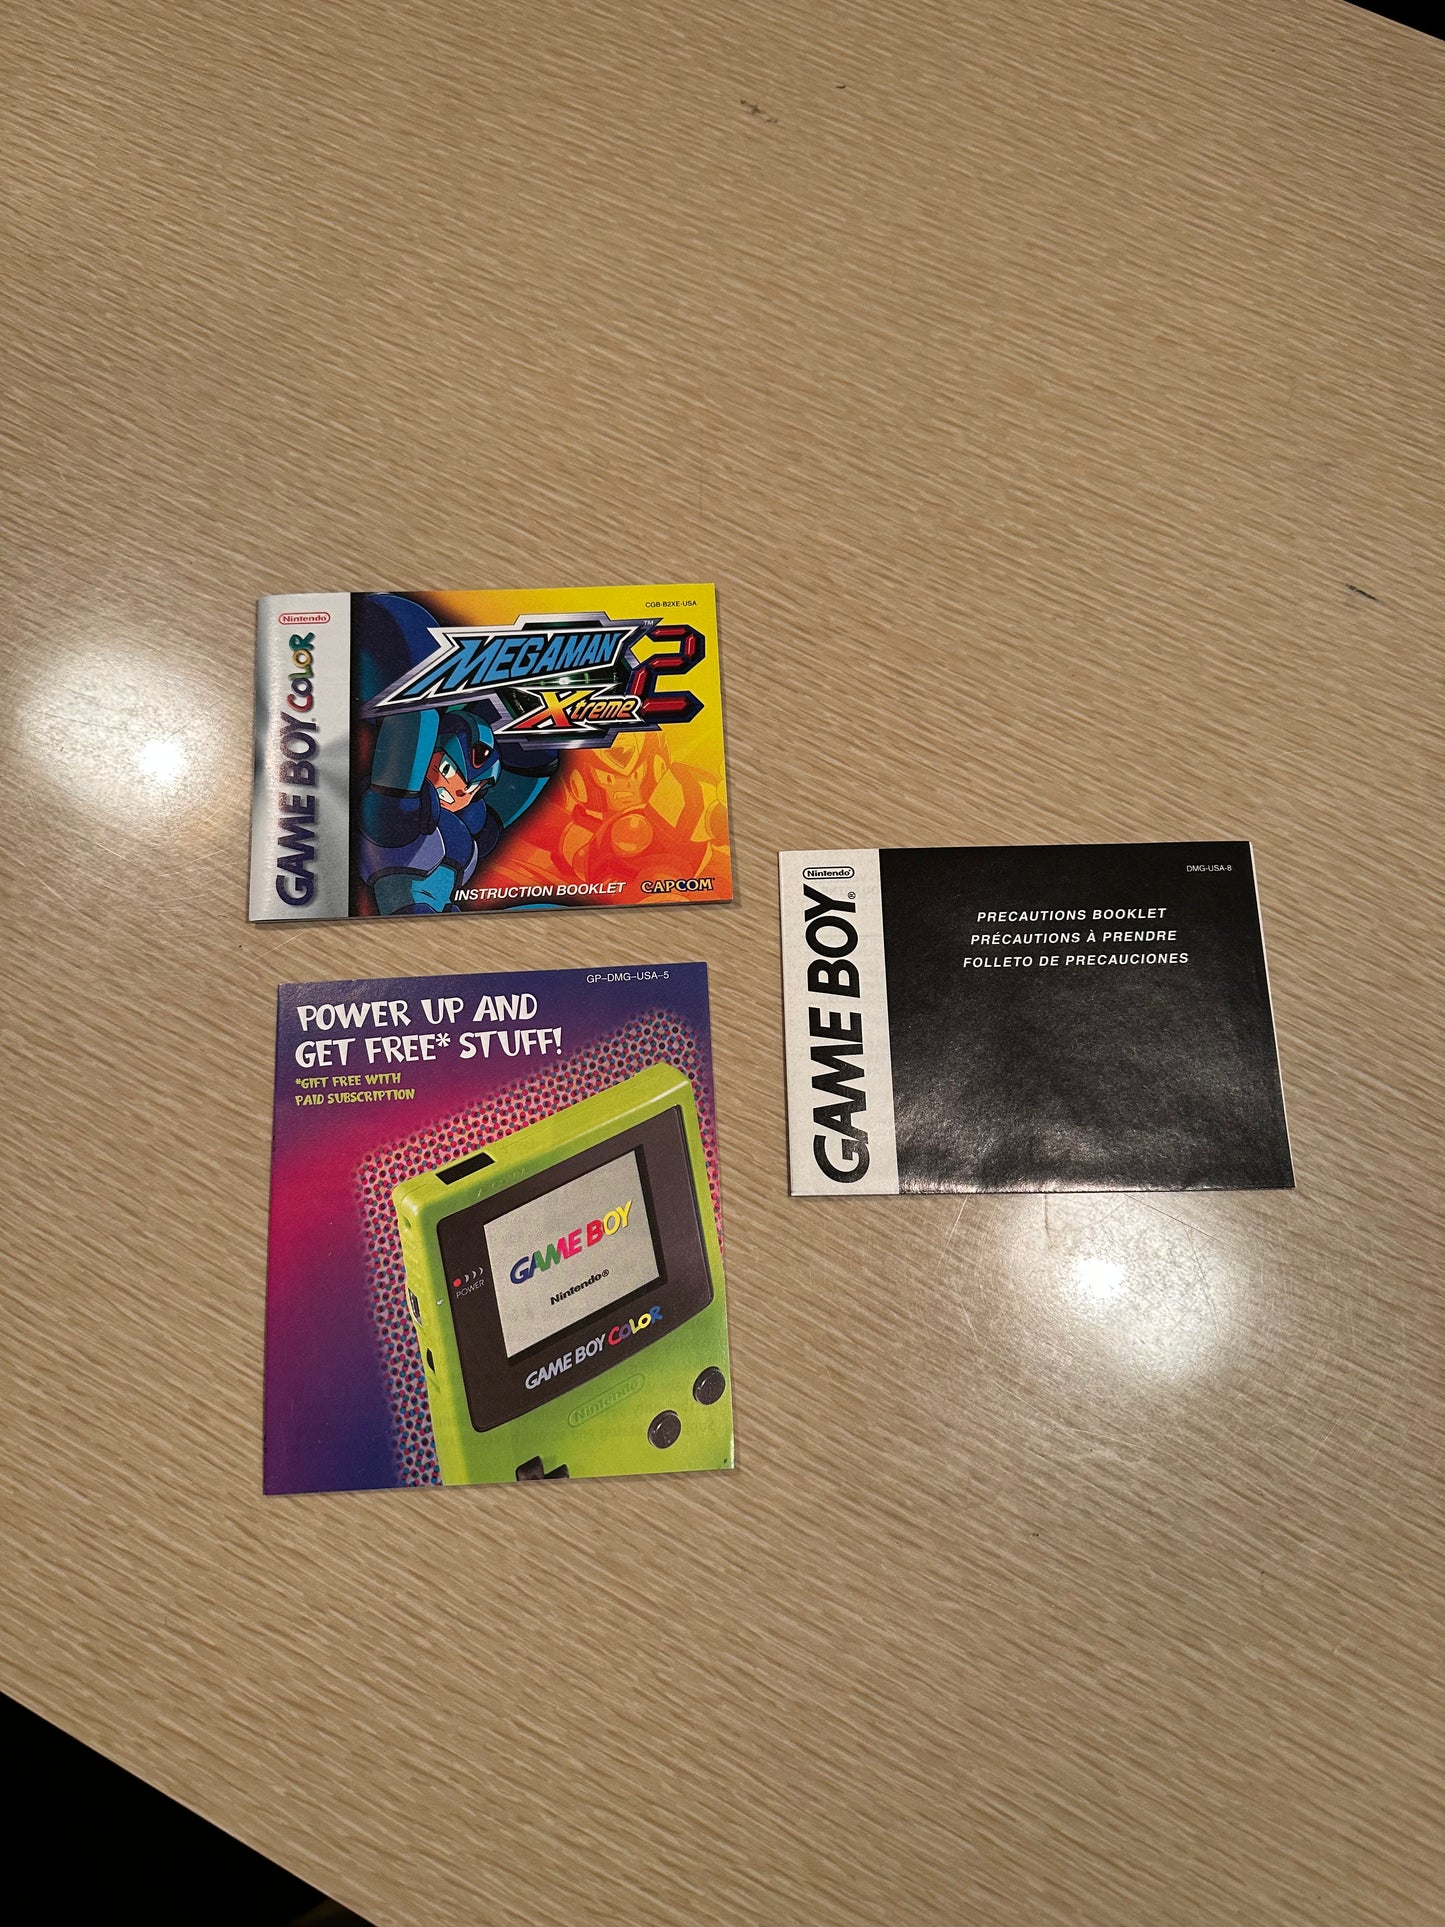 Nintendo
GAME BOY COLOR
CGB-B2XE-USA
MEGAMAN™
Xtreme 2
INSTRUCTION BOOKLET CAPCOM
GP-DMG-USA-5
POWER UP AND
GET FREE* STUFF!
*GIFT FREE WITH
PAID SUBSCRIPTION
GAME BOY
Nintendo®
POWER
GAME BOY COLOR
Nintendo
Nintendo
GAME BOY®
DMG-USA-8
PRECAUTIONS BOOKLET
PRÉCAUTIONS À PRENDRE
FOLLETO DE PRECAUCIONES